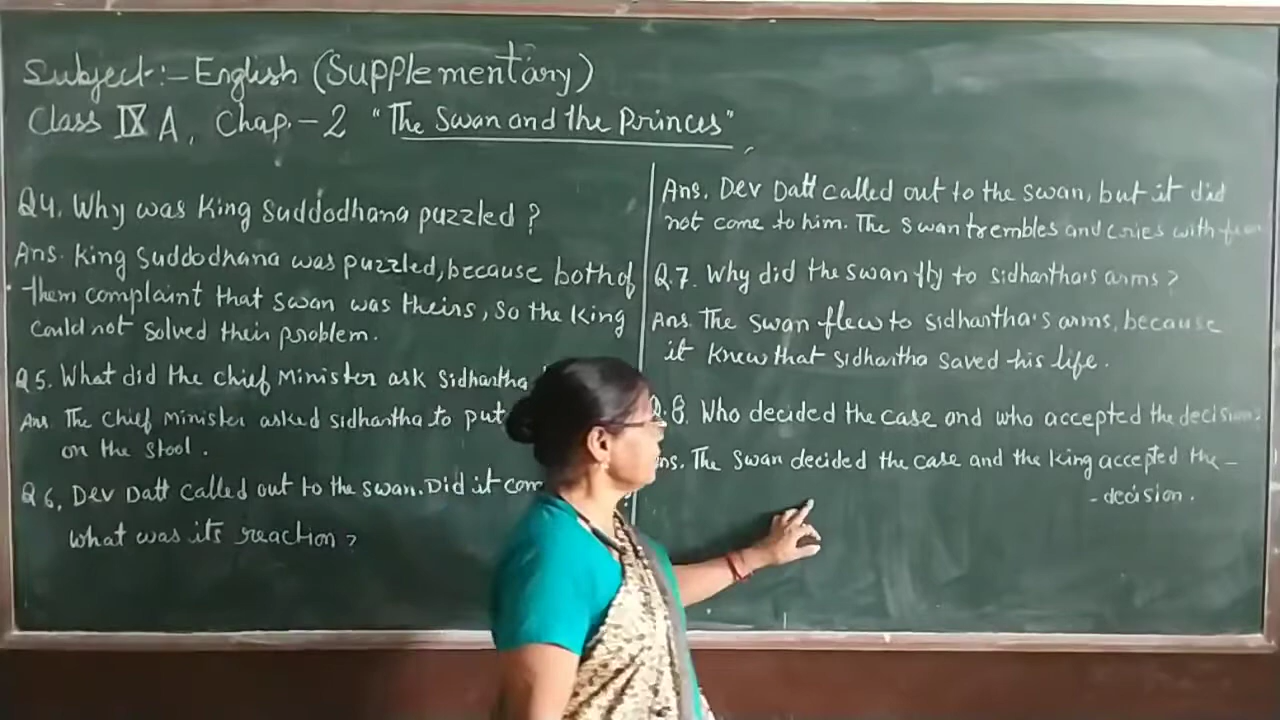 Subject:- English (Supplementary)
Class IX A, Chap.- 2 "The Swan and the Princes"
Q4. Why was King Suddodhana puzzled ?
Ans. King Suddodhana was puzzled, because both of
them complaint that swan was theirs, so the King
could not solved their problem.
Q5. What did the Chief Minister ask Sidhartha
Ans The Chief Minister asked sidhartha to put
on the stool.
Q6. Dev Datt called out to the swan. Did it com
what was its reaction ?
Ans. Dev Datt called out to the swan, but it did
not come to him. The swan trembles and cries with fear
Q.7. Why did the swan fly to sidhartha's arms ?
Ans. The swan flew to sidhartha's arms, because
it knew that sidhartha saved his life.
Q.8. Who decided the case and who accepted the decision?
Ans. The swan decided the case and the king accepted the -
- decision.